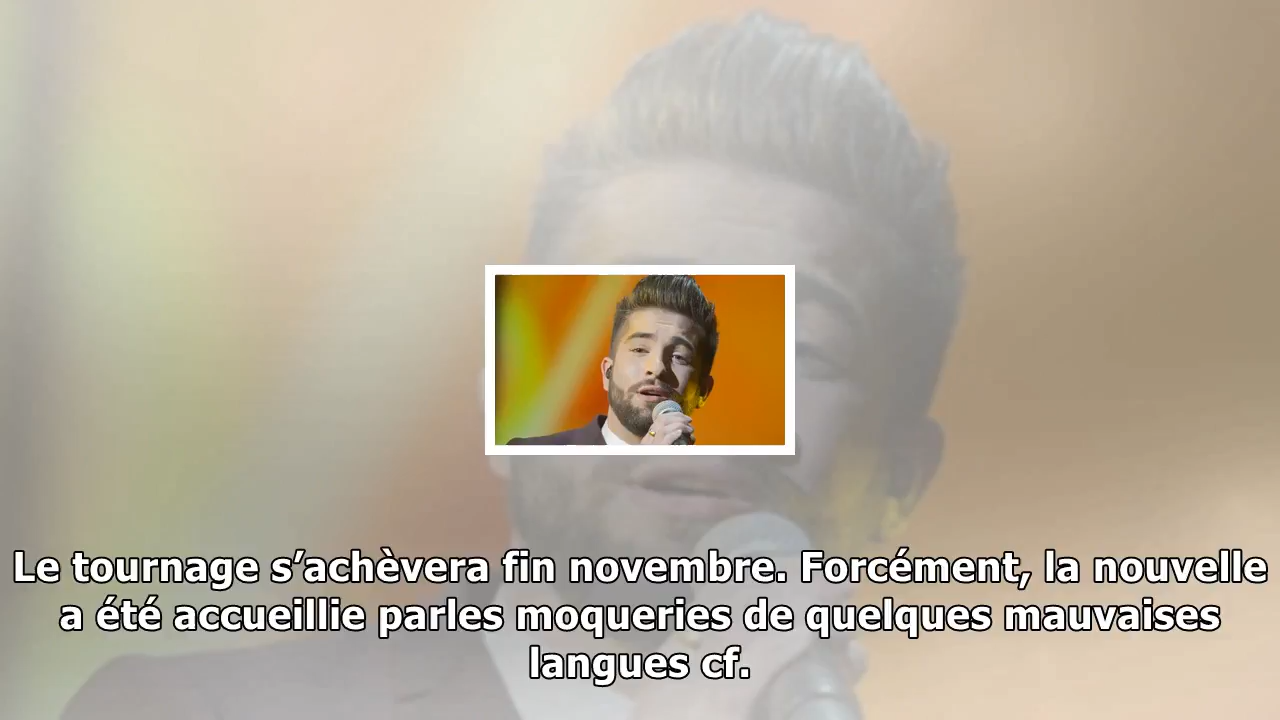 Le tournage s’achèvera fin novembre. Forcément, la nouvelle
a été accueillie parles moqueries de quelques mauvaises
langues cf.